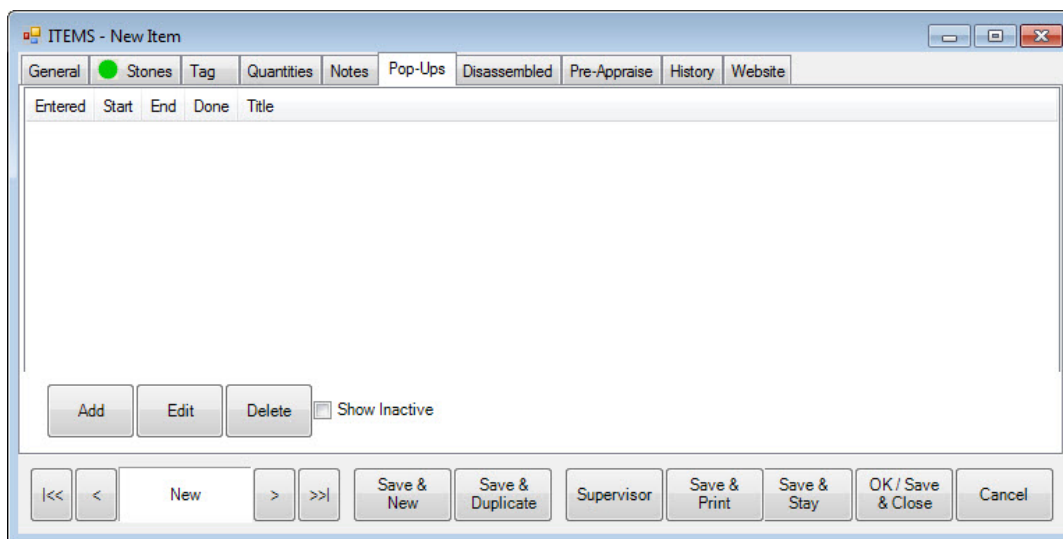 ITEMS - New Item
General Stones Tag Quantities Notes Pop-Ups Disassembled Pre-Appraise History Website
Entered Start End Done Title
Add Edit Delete Show Inactive
|<< < New > >>| Save & New Save & Duplicate Supervisor Save & Print Save & Stay OK / Save & Close Cancel